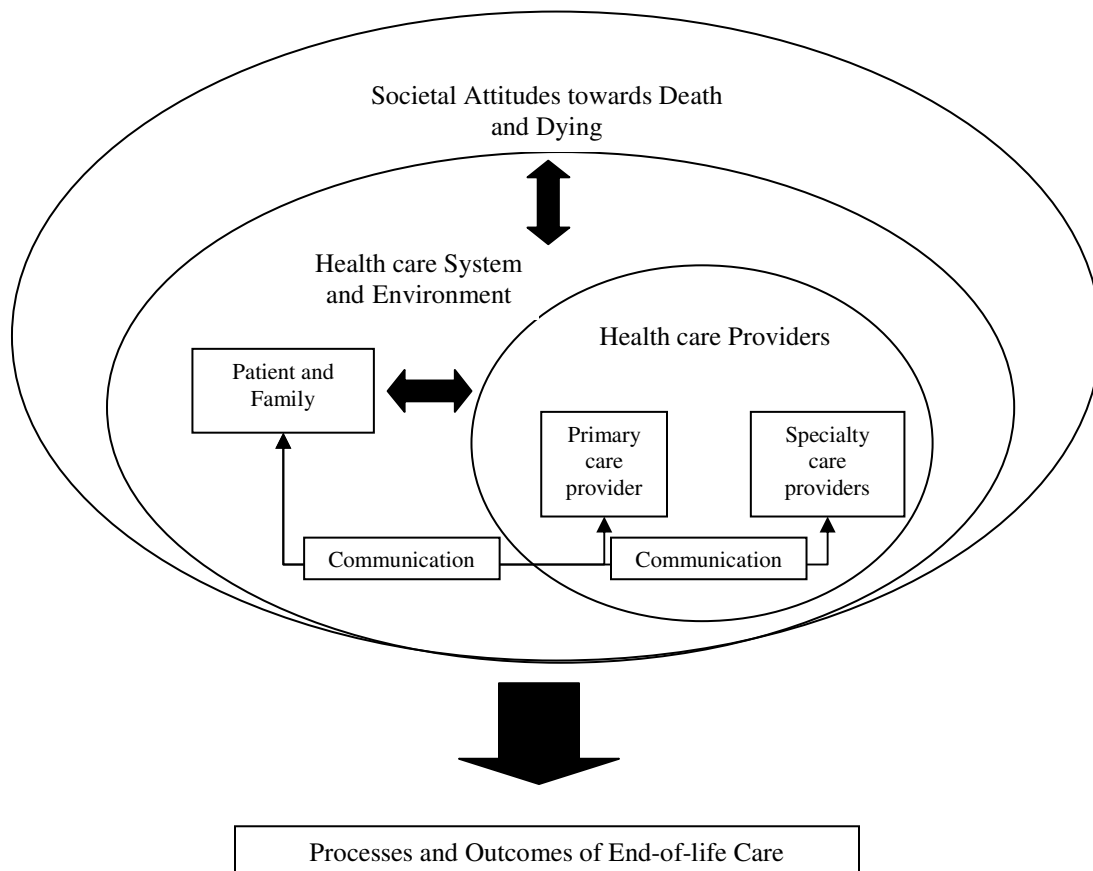 Societal Attitudes towards Death
and Dying
Health care System
and Environment
Health care Providers
Patient and
Family
Primary
care
provider
Specialty
care
providers
Communication
Communication
Processes and Outcomes of End-of-life Care